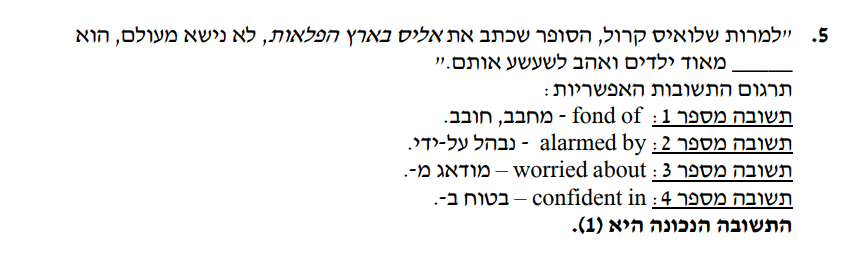 5. "למרות שלואיס קרול, הסופר שכתב את אליס בארץ הפלאות, לא נישא מעולם, הוא
_____ מאוד ילדים ואהב לשעשע אותם."
תרגום התשובות האפשריות:
תשובה מספר 1: fond of - מחבב, חובב.
תשובה מספר 2: alarmed by - נבהל על-ידי.
תשובה מספר 3: worried about – מודאג מ-.
תשובה מספר 4: confident in – בטוח ב-.
התשובה הנכונה היא (1).